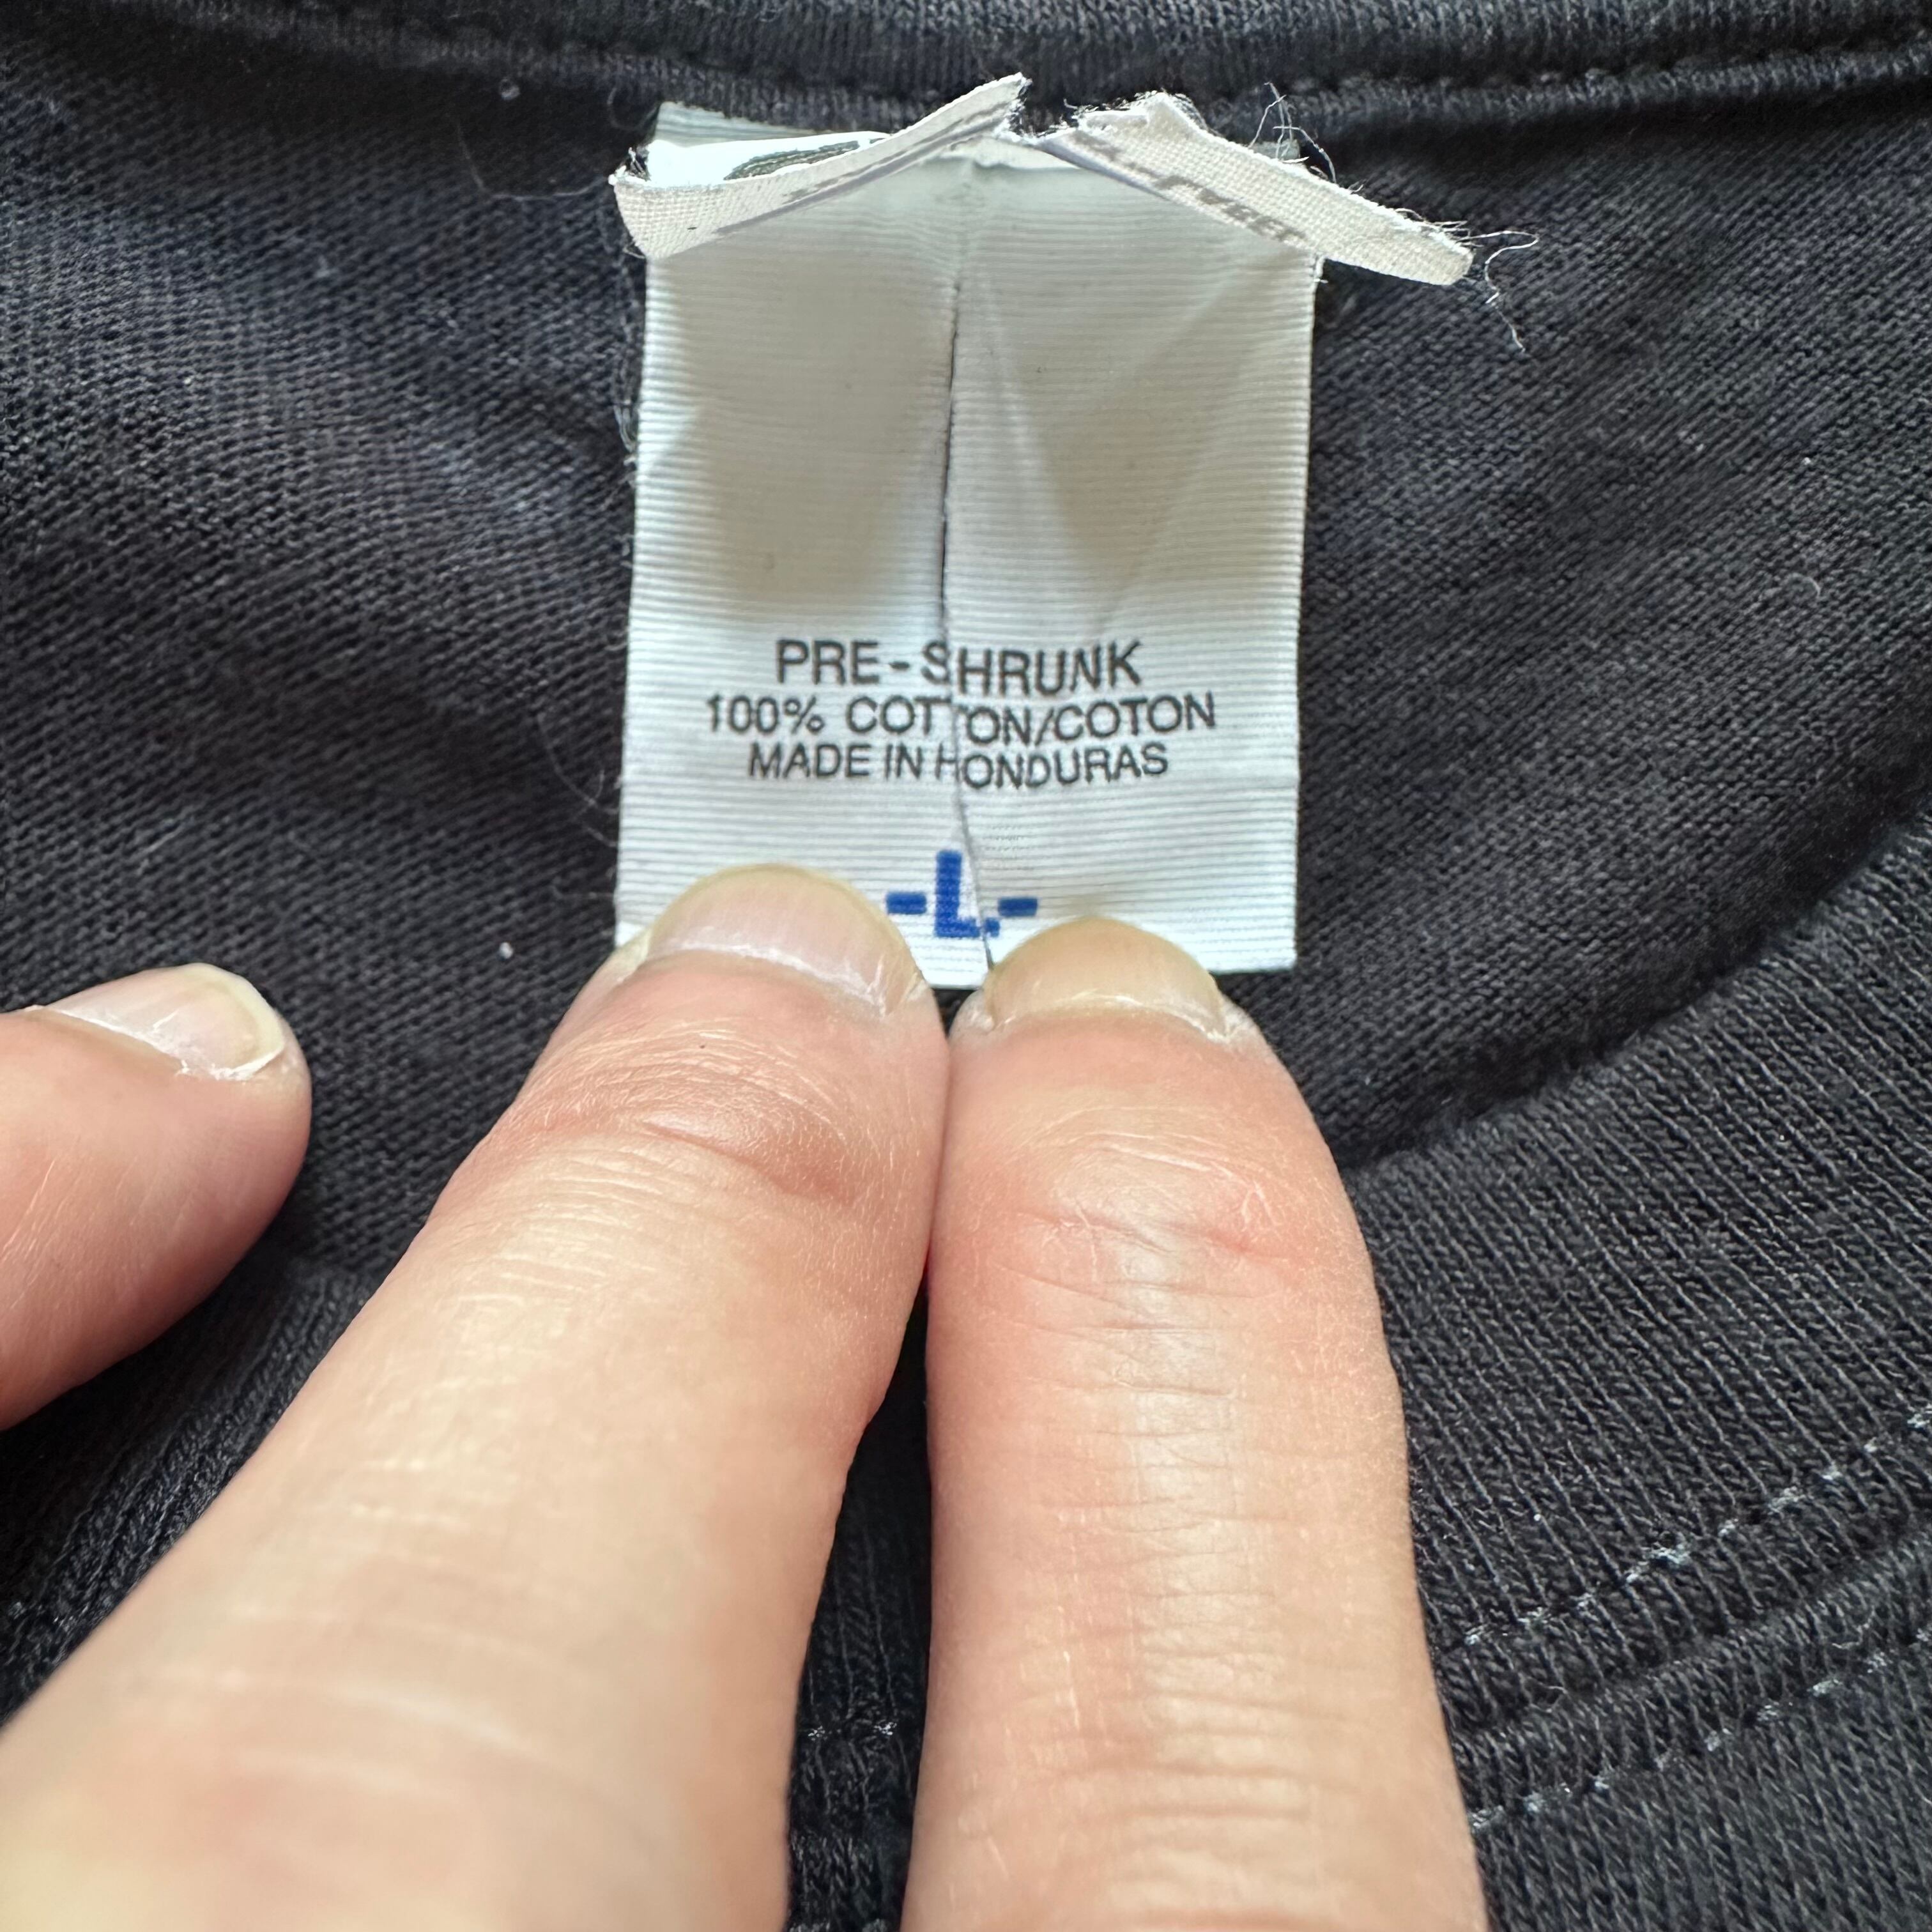 PRE-SHRUNK
100% COTTON/COTON
MADE IN HONDURAS
-L-